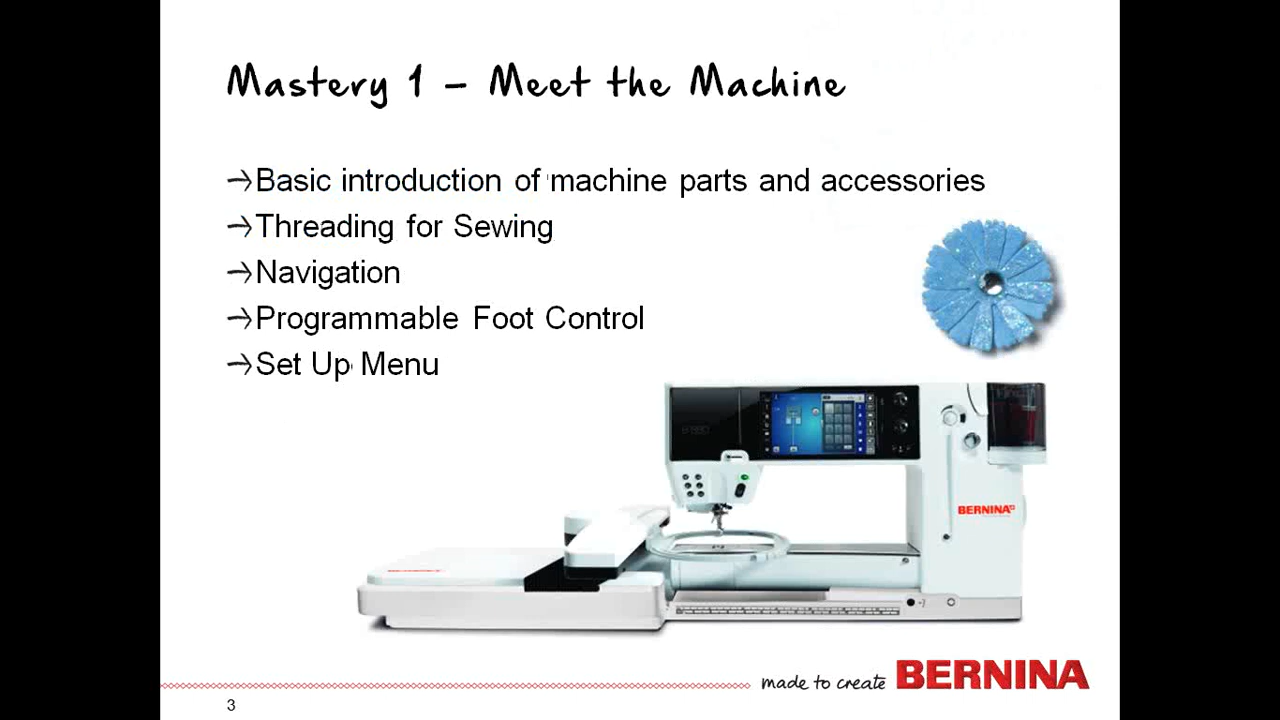 Mastery 1 – Meet the Machine
→Basic introduction of machine parts and accessories
→Threading for Sewing
→Navigation
→Programmable Foot Control
→Set Up Menu
BERNINA
made to create BERNINA
3